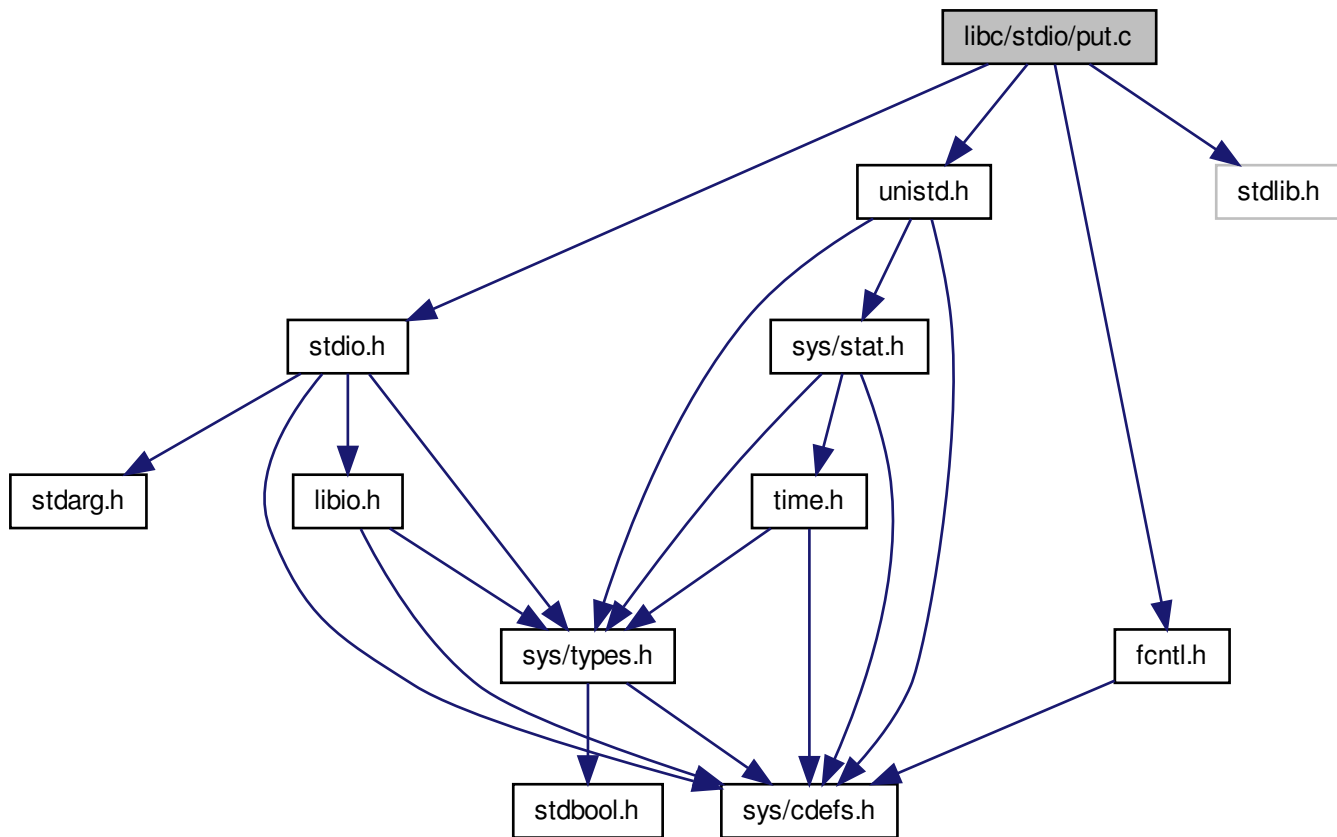 libc/stdio/put.c
unistd.h
stdlib.h
stdio.h
sys/stat.h
stdarg.h
libio.h
time.h
sys/types.h
fcntl.h
stdbool.h
sys/cdefs.h